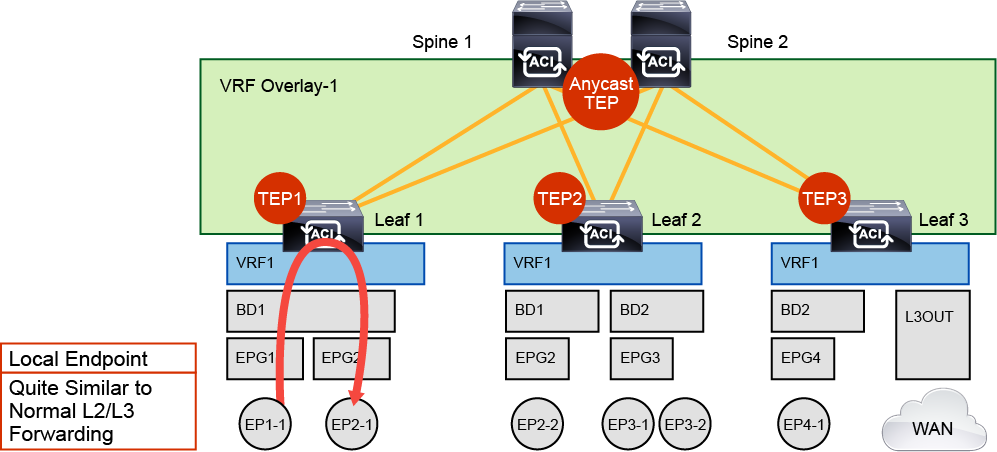 Spine 1
Spine 2
ACI
ACI
VRF Overlay-1
Anycast
TEP
TEP1
TEP2
TEP3
Leaf 1
Leaf 2
Leaf 3
ACI
ACI
ACI
VRF1
VRF1
VRF1
BD1
BD1
BD2
BD2
L3OUT
EPG1
EPG2
EPG2
EPG3
EPG4
Local Endpoint
Quite Similar to
Normal L2/L3
Forwarding
EP1-1
EP2-1
EP2-2
EP3-1
EP3-2
EP4-1
WAN